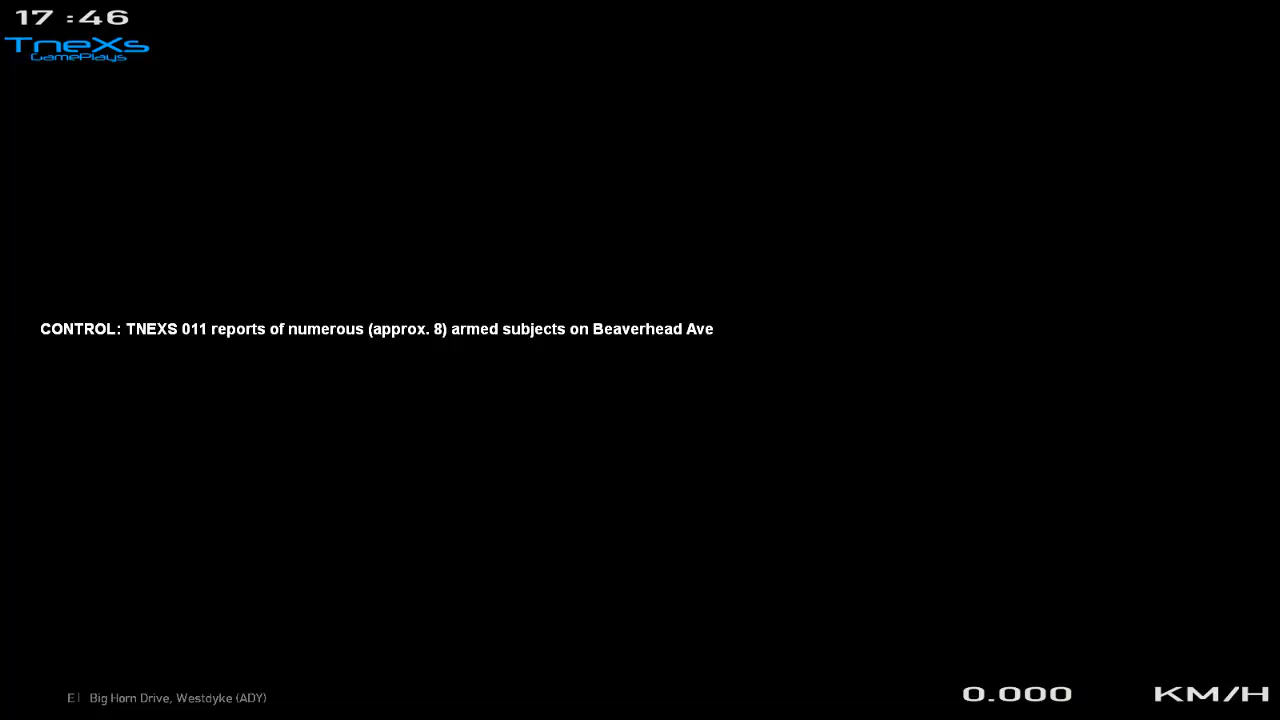 17 :46
TneXs
GamePlays
CONTROL: TNEXS 011 reports of numerous (approx. 8) armed subjects on Beaverhead Ave
E| Big Horn Drive, Westdyke (ADY)
0.000 KM/H